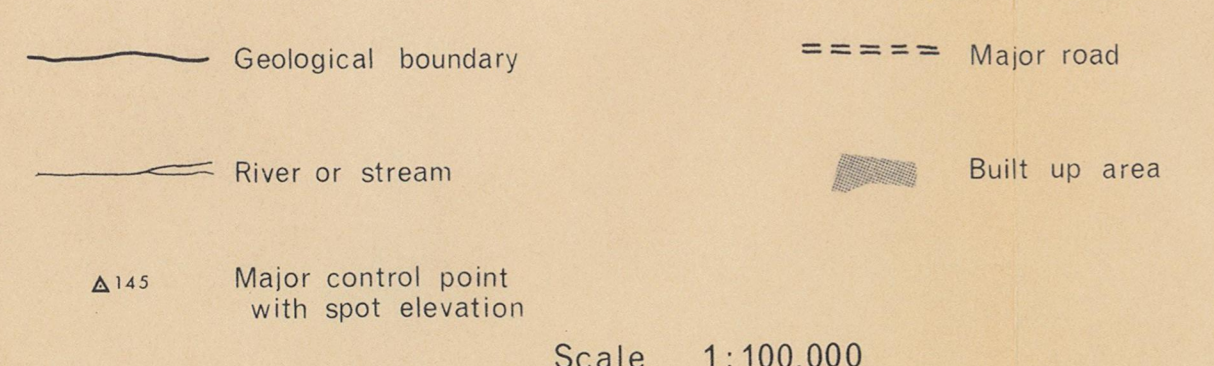 Geological boundary
Major road
River or stream
Built up area
145
Major control point
with spot elevation
Scale 1:100,000